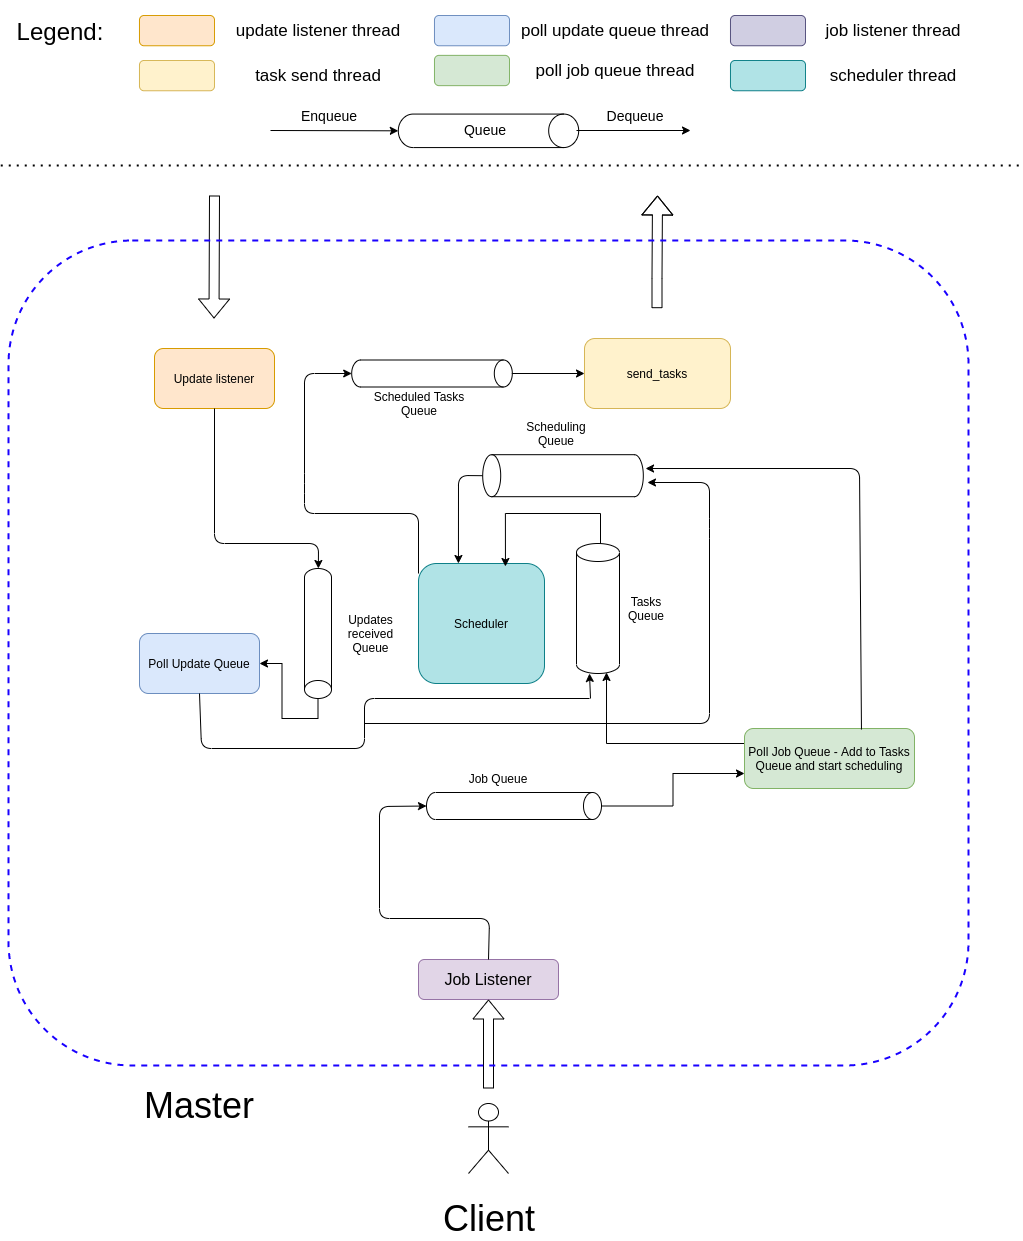 Legend:
update listener thread
poll update queue thread
job listener thread
task send thread
poll job queue thread
scheduler thread
Enqueue
Queue
Dequeue
Update listener
send_tasks
Scheduled Tasks
Queue
Scheduling
Queue
Scheduler
Tasks
Queue
Updates
received
Queue
Poll Update Queue
Poll Job Queue - Add to Tasks
Queue and start scheduling
Job Queue
Job Listener
Master
Client